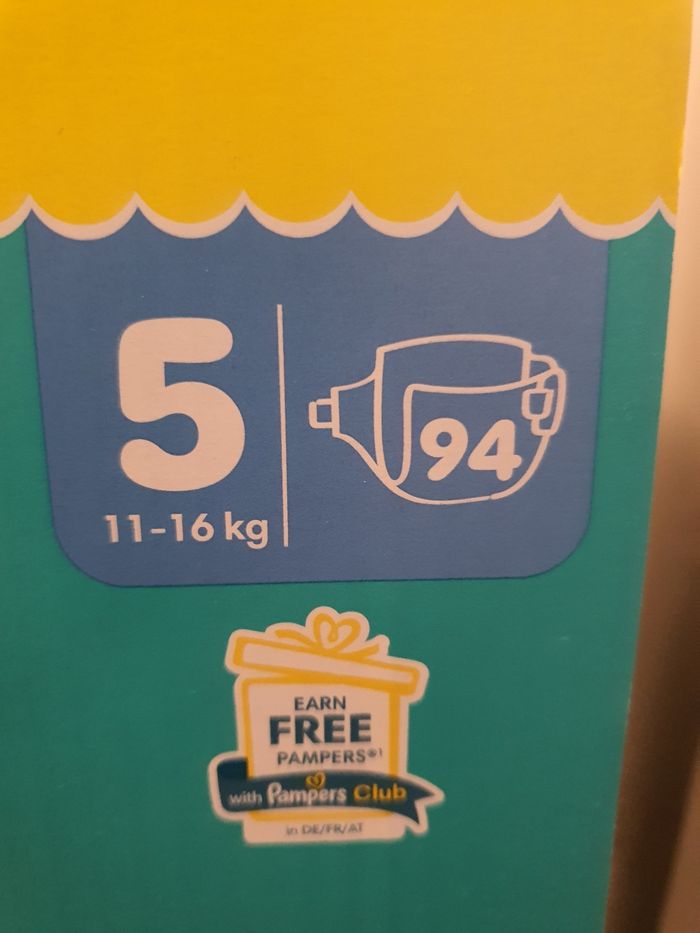 5
11-16 kg
94
EARN
FREE
PAMPERS®¹
with Pampers Club
in DE/FR/AT